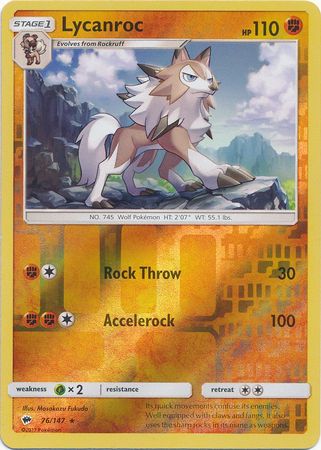 STAGE 1
Lycanroc
HP 110
Evolves from Rockruff
NO. 745 Wolf Pokémon HT: 2'07" WT: 55.1 lbs.
Rock Throw 30
Accelerock 100
weakness × 2 resistance retreat
Illus. Masakazu Fukuda
76/147 ★
©2017 Pokémon
Its quick movements confuse its enemies.
Well equipped with claws and fangs. It also
uses the sharp rocks in its mane as weapons.